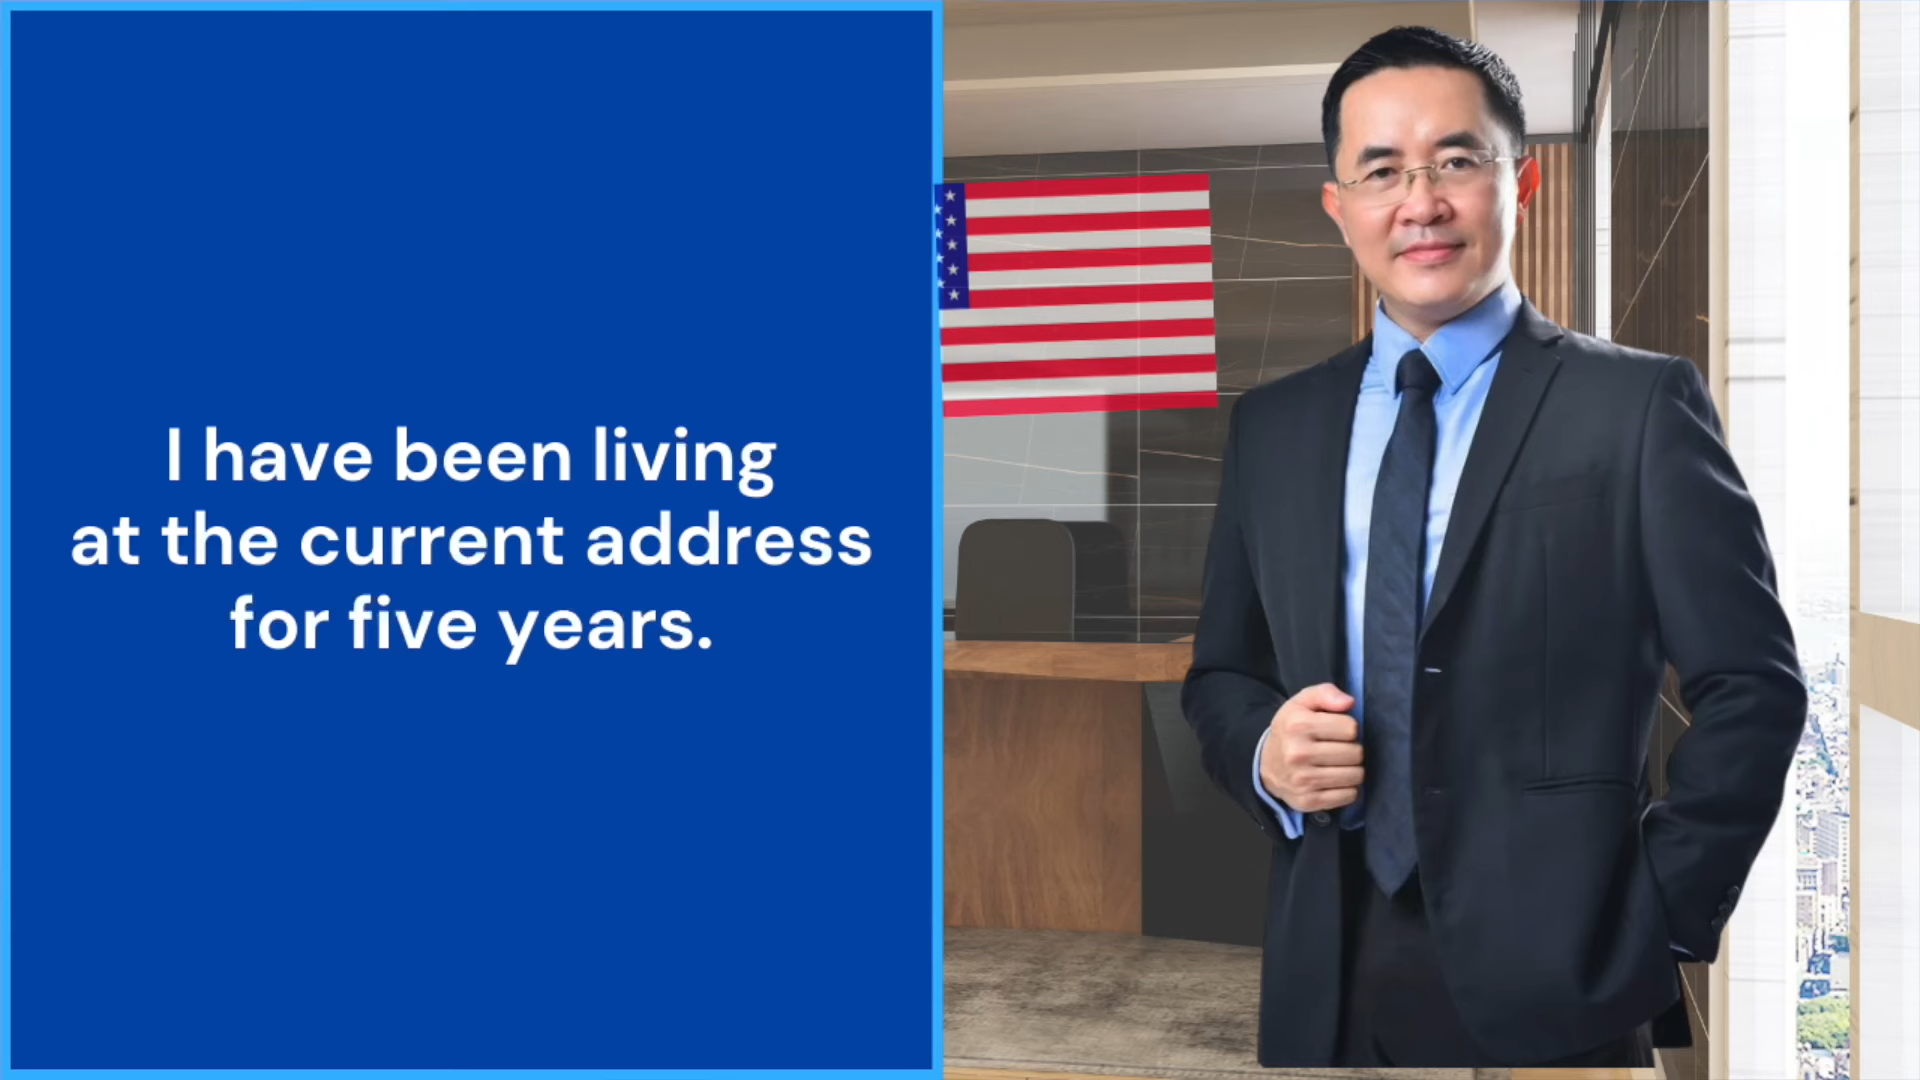 I have been living
at the current address
for five years.